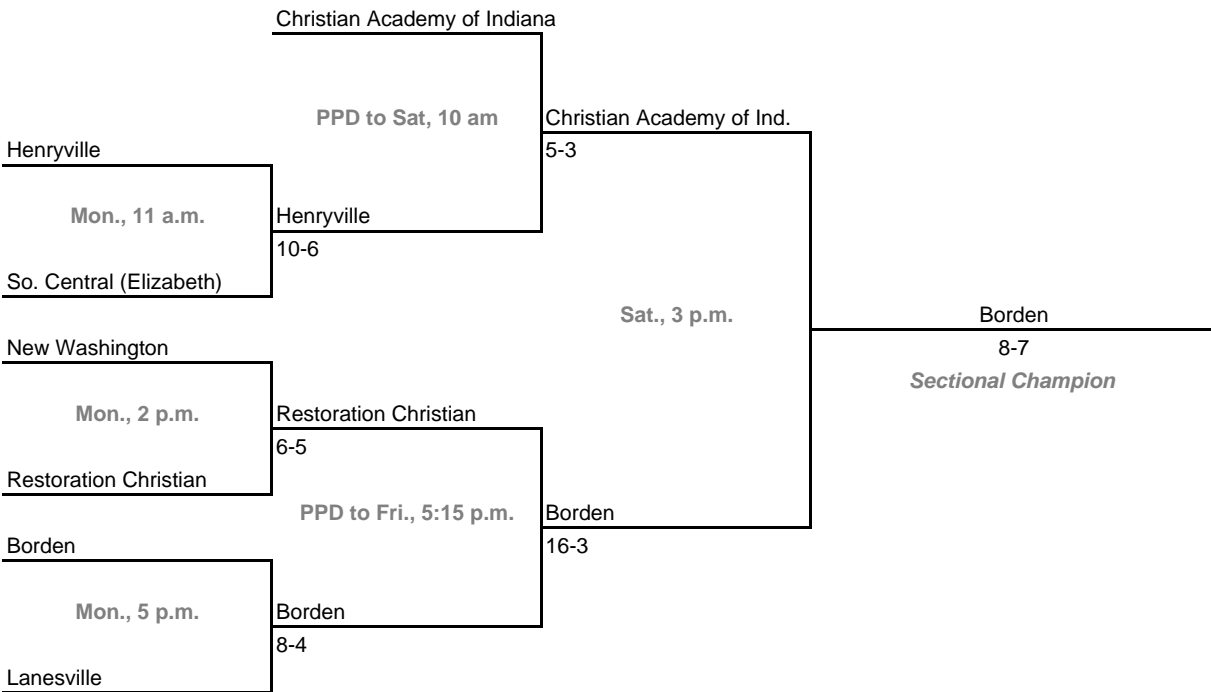 Christian Academy of Indiana
PPD to Sat, 10 am
Christian Academy of Ind.
Henryville
5-3
Mon., 11 a.m.
Henryville
10-6
So. Central (Elizabeth)
Sat., 3 p.m.
Borden
New Washington
8-7
Sectional Champion
Mon., 2 p.m.
Restoration Christian
6-5
Restoration Christian
PPD to Fri., 5:15 p.m.
Borden
Borden
16-3
Mon., 5 p.m.
Borden
8-4
Lanesville